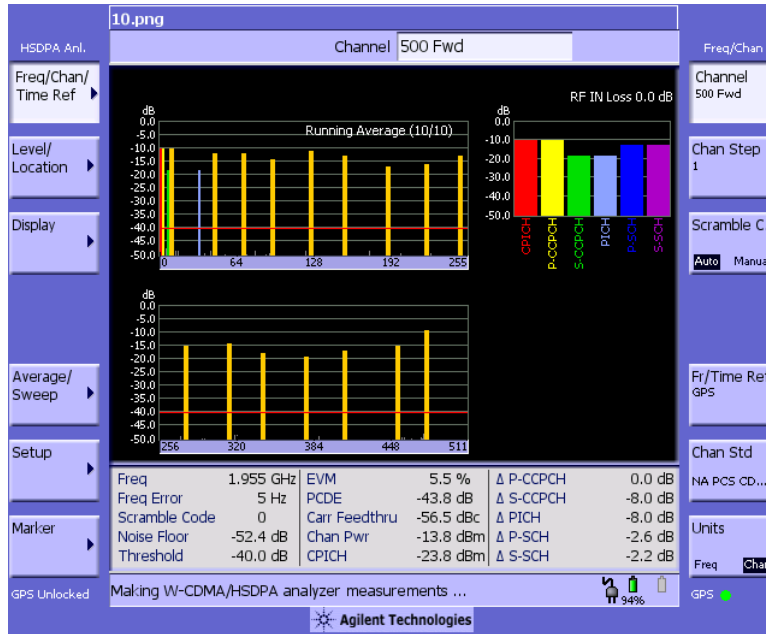 10.png
HSDPA Anl.
Channel 500 Fwd
Freq/Chan
Freq/Chan/
Time Ref
Level/
Location
Display
Average/
Sweep
Setup
Marker
GPS Unlocked
dB
0.0
-5.0
-10.0
-15.0
-20.0
-25.0
-30.0
-35.0
-40.0
-45.0
-50.0
Running Average (10/10)
0 64 128 192 255
RF IN Loss 0.0 dB
dB
0.0
-10.0
-20.0
-30.0
-40.0
-50.0
CPICH
P-CCPCH
S-CCPCH
PICH
P-SCH
S-SCH
dB
0.0
-5.0
-10.0
-15.0
-20.0
-25.0
-30.0
-35.0
-40.0
-45.0
-50.0
256 320 384 448 511
Freq 1.955 GHz EVM 5.5 % Δ P-CCPCH 0.0 dB
Freq Error 5 Hz PCDE -43.8 dB Δ S-CCPCH -8.0 dB
Scramble Code 0 Carr Feedthru -56.5 dBc Δ PICH -8.0 dB
Noise Floor -52.4 dB Chan Pwr -13.8 dBm Δ P-SCH -2.6 dB
Threshold -40.0 dB CPICH -23.8 dBm Δ S-SCH -2.2 dB
Making W-CDMA/HSDPA analyzer measurements ...
94%
Agilent Technologies
Channel
500 Fwd
Chan Step
1
Scramble C
Auto Manua
Fr/Time Ref
GPS
Chan Std
NA PCS CD...
Units
Freq Chan
GPS